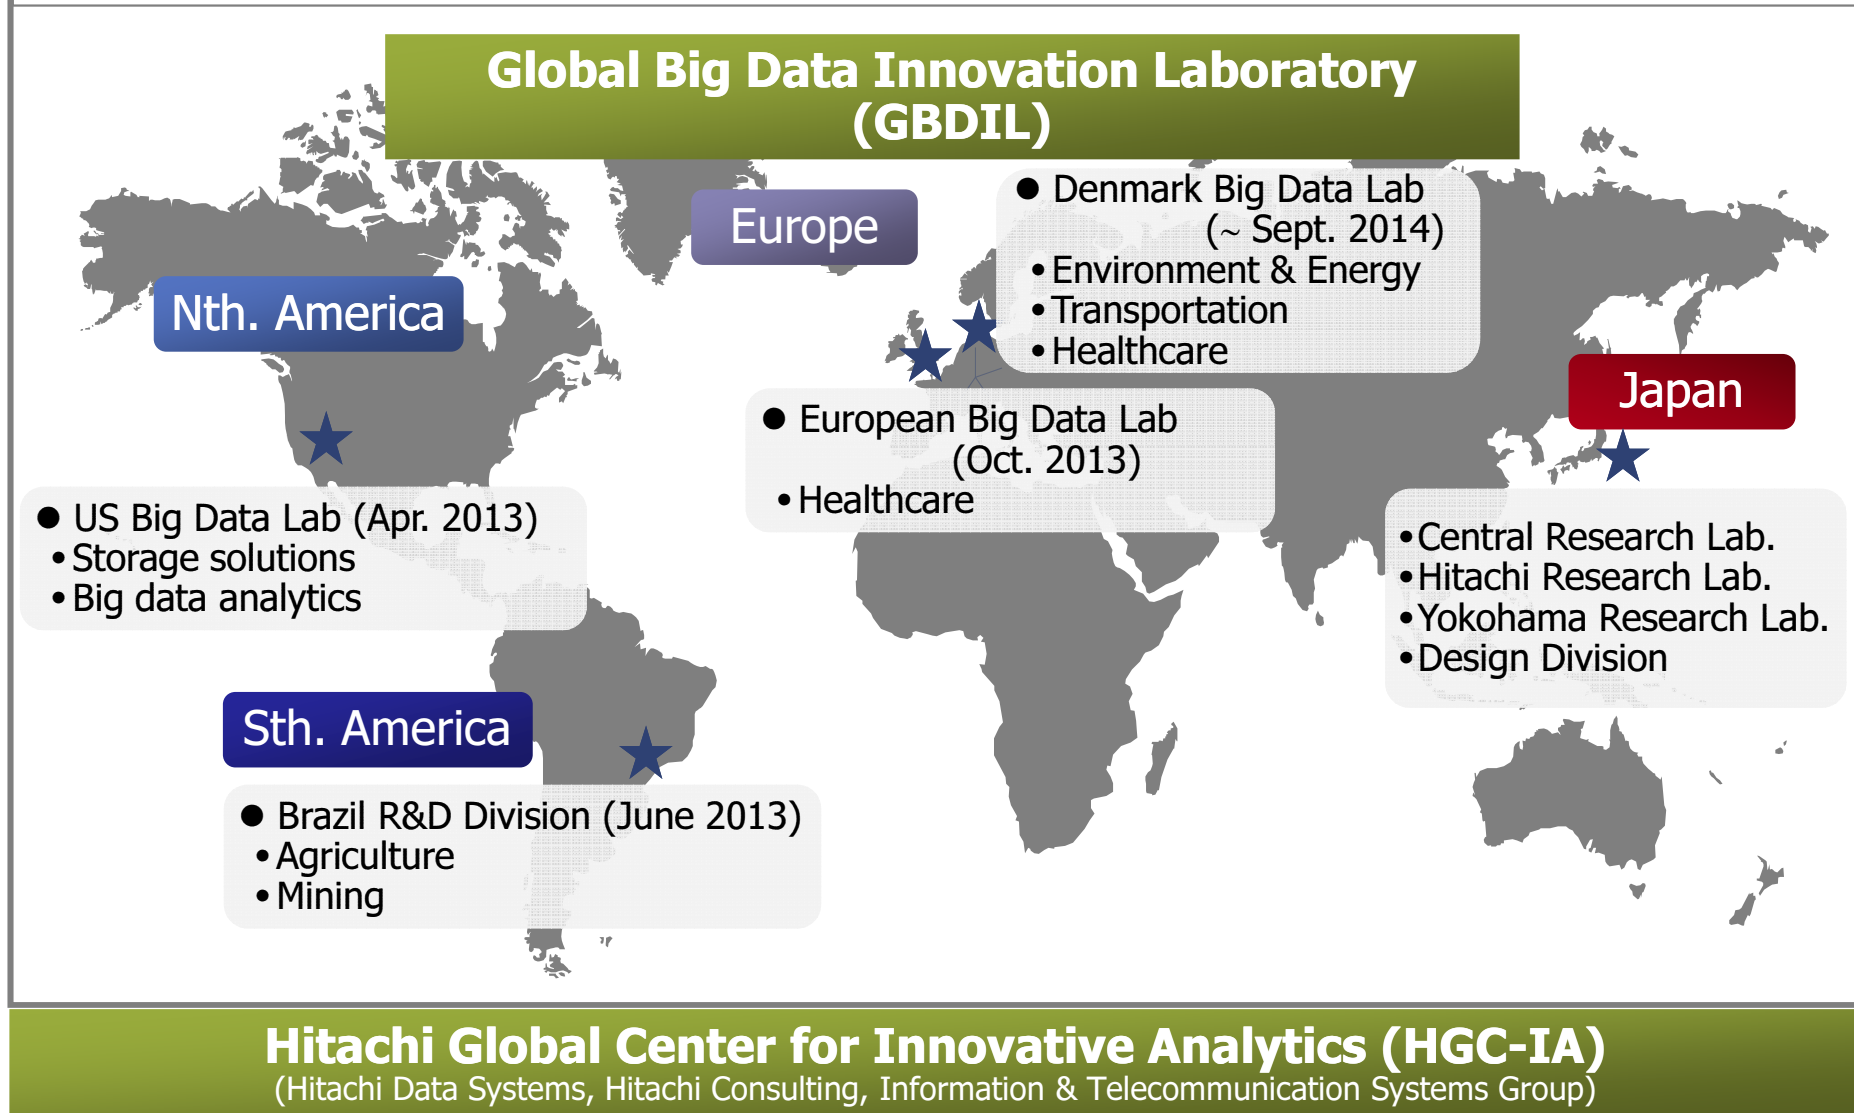 Global Big Data Innovation Laboratory
(GBDIL)
Europe
● Denmark Big Data Lab
(~ Sept. 2014)
•Environment & Energy
•Transportation
•Healthcare
Nth. America
Japan
● European Big Data Lab
(Oct. 2013)
•Healthcare
● US Big Data Lab (Apr. 2013)
•Storage solutions
•Big data analytics
•Central Research Lab.
•Hitachi Research Lab.
•Yokohama Research Lab.
•Design Division
Sth. America
● Brazil R&D Division (June 2013)
•Agriculture
•Mining
Hitachi Global Center for Innovative Analytics (HGC-IA)
(Hitachi Data Systems, Hitachi Consulting, Information & Telecommunication Systems Group)